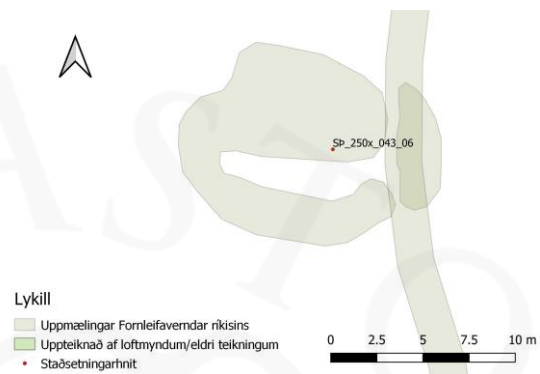 SÞ_250x_043_06
Lykill
Uppmælingar Fornleifaverndar ríkisins
Uppteiknað af loftmyndum/eldri teikningum
Staðsetningarhnit
0 2.5 5 7.5 10 m